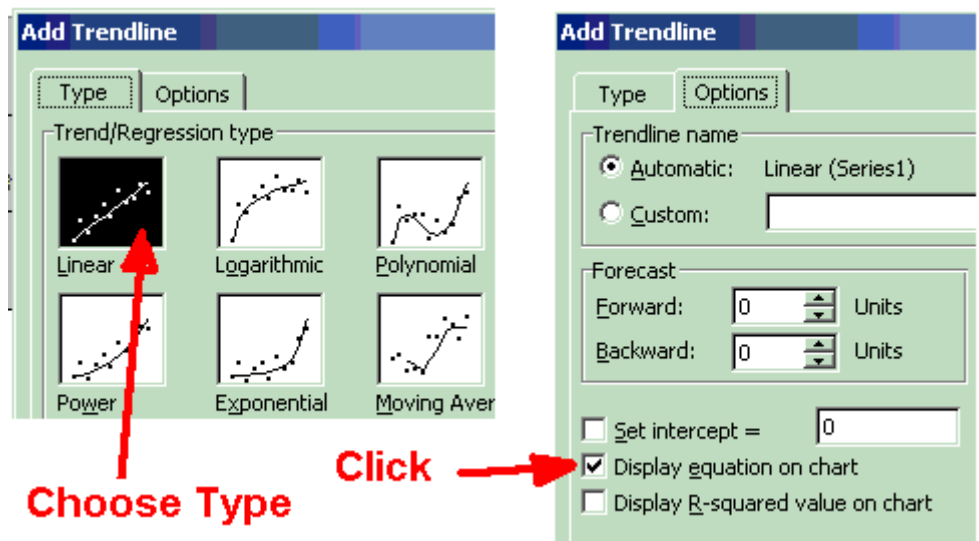 Add Trendline
Type Options
Trend/Regression type
Linear Logarithmic Polynomial
Power Exponential Moving Aver
Choose Type
Add Trendline
Type Options
Trendline name
Automatic: Linear (Series1)
Custom:
Forecast
Forward: 0 Units
Backward: 0 Units
Set intercept = 0
Click
Display equation on chart
Display R-squared value on chart